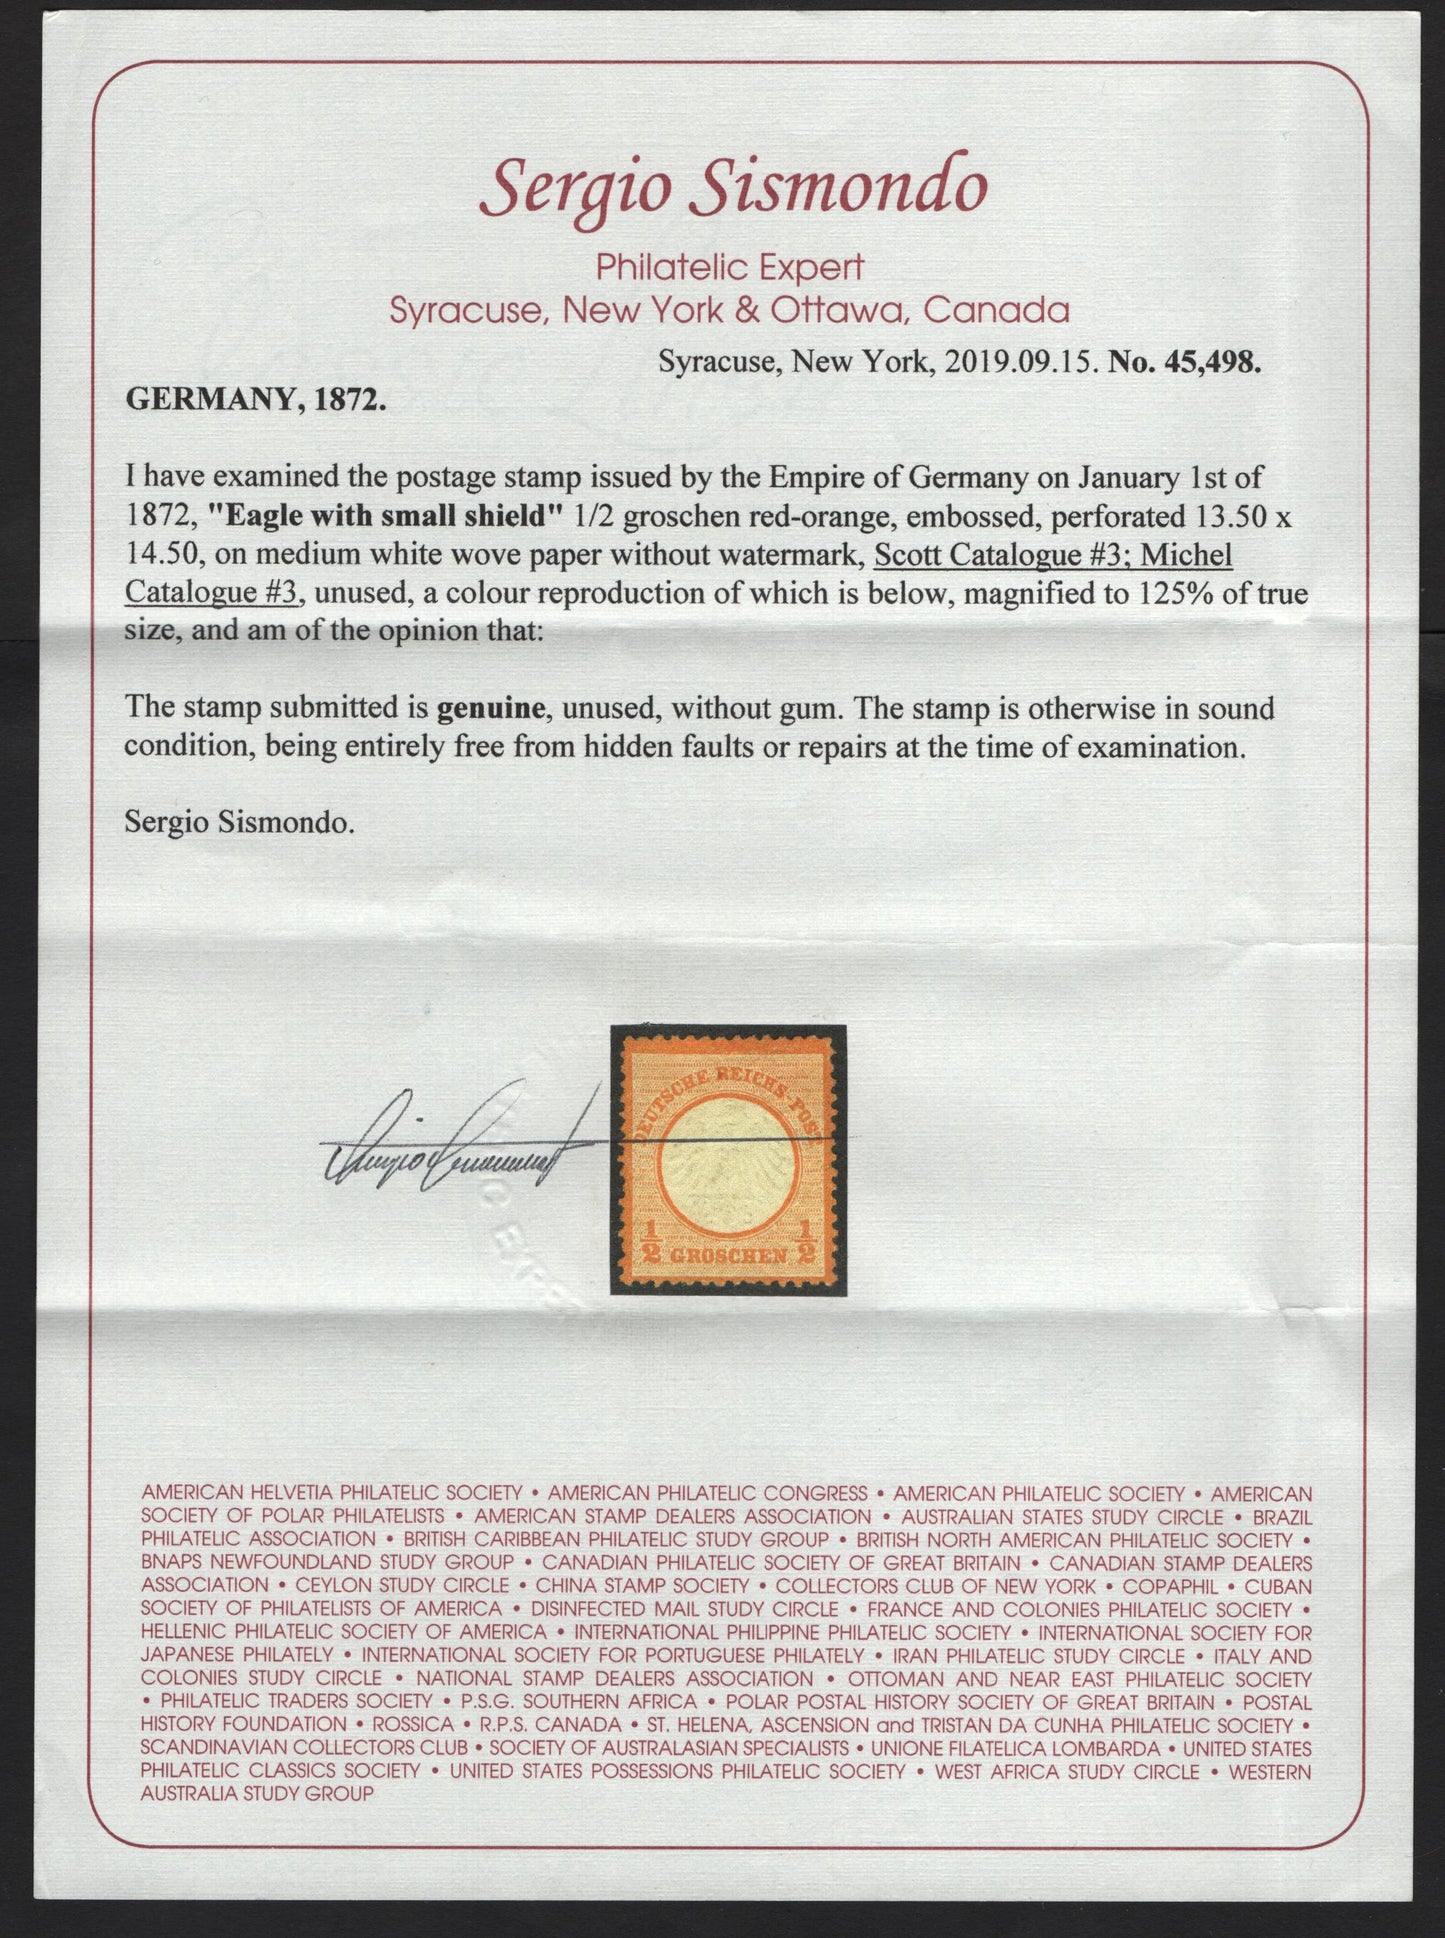 Sergio Sismondo
Philatelic Expert
Syracuse, New York & Ottawa, Canada
Syracuse, New York, 2019.09.15. No. 45,498.
GERMANY, 1872.
I have examined the postage stamp issued by the Empire of Germany on January 1st of
1872, "Eagle with small shield" 1/2 groschen red-orange, embossed, perforated 13.50 x
14.50, on medium white wove paper without watermark, Scott Catalogue #3; Michel
Catalogue #3, unused, a colour reproduction of which is below, magnified to 125% of true
size, and am of the opinion that:
The stamp submitted is genuine, unused, without gum. The stamp is otherwise in sound
condition, being entirely free from hidden faults or repairs at the time of examination.
Sergio Sismondo.
DEUTSCHE REICHS-POST
1/2 GROSCHEN 1/2
C EXPE
AMERICAN HELVETIA PHILATELIC SOCIETY • AMERICAN PHILATELIC CONGRESS • AMERICAN PHILATELIC SOCIETY • AMERICAN
SOCIETY OF POLAR PHILATELISTS • AMERICAN STAMP DEALERS ASSOCIATION • AUSTRALIAN STATES STUDY CIRCLE • BRAZIL
PHILATELIC ASSOCIATION • BRITISH CARIBBEAN PHILATELIC STUDY GROUP • BRITISH NORTH AMERICAN PHILATELIC SOCIETY •
BNAPS NEWFOUNDLAND STUDY GROUP • CANADIAN PHILATELIC SOCIETY OF GREAT BRITAIN • CANADIAN STAMP DEALERS
ASSOCIATION • CEYLON STUDY CIRCLE • CHINA STAMP SOCIETY • COLLECTORS CLUB OF NEW YORK • COPAPHIL • CUBAN
SOCIETY OF PHILATELISTS OF AMERICA • DISINFECTED MAIL STUDY CIRCLE • FRANCE AND COLONIES PHILATELIC SOCIETY •
HELLENIC PHILATELIC SOCIETY OF AMERICA • INTERNATIONAL PHILIPPINE PHILATELIC SOCIETY • INTERNATIONAL SOCIETY FOR
JAPANESE PHILATELY • INTERNATIONAL SOCIETY FOR PORTUGUESE PHILATELY • IRAN PHILATELIC STUDY CIRCLE • ITALY AND
COLONIES STUDY CIRCLE • NATIONAL STAMP DEALERS ASSOCIATION • OTTOMAN AND NEAR EAST PHILATELIC SOCIETY
• PHILATELIC TRADERS SOCIETY • P.S.G. SOUTHERN AFRICA • POLAR POSTAL HISTORY SOCIETY OF GREAT BRITAIN • POSTAL
HISTORY FOUNDATION • ROSSICA • R.P.S. CANADA • ST. HELENA, ASCENSION and TRISTAN DA CUNHA PHILATELIC SOCIETY •
SCANDINAVIAN COLLECTORS CLUB • SOCIETY OF AUSTRALASIAN SPECIALISTS • UNIONE FILATELICA LOMBARDA • UNITED STATES
PHILATELIC CLASSICS SOCIETY • UNITED STATES POSSESSIONS PHILATELIC SOCIETY • WEST AFRICA STUDY CIRCLE • WESTERN
AUSTRALIA STUDY GROUP